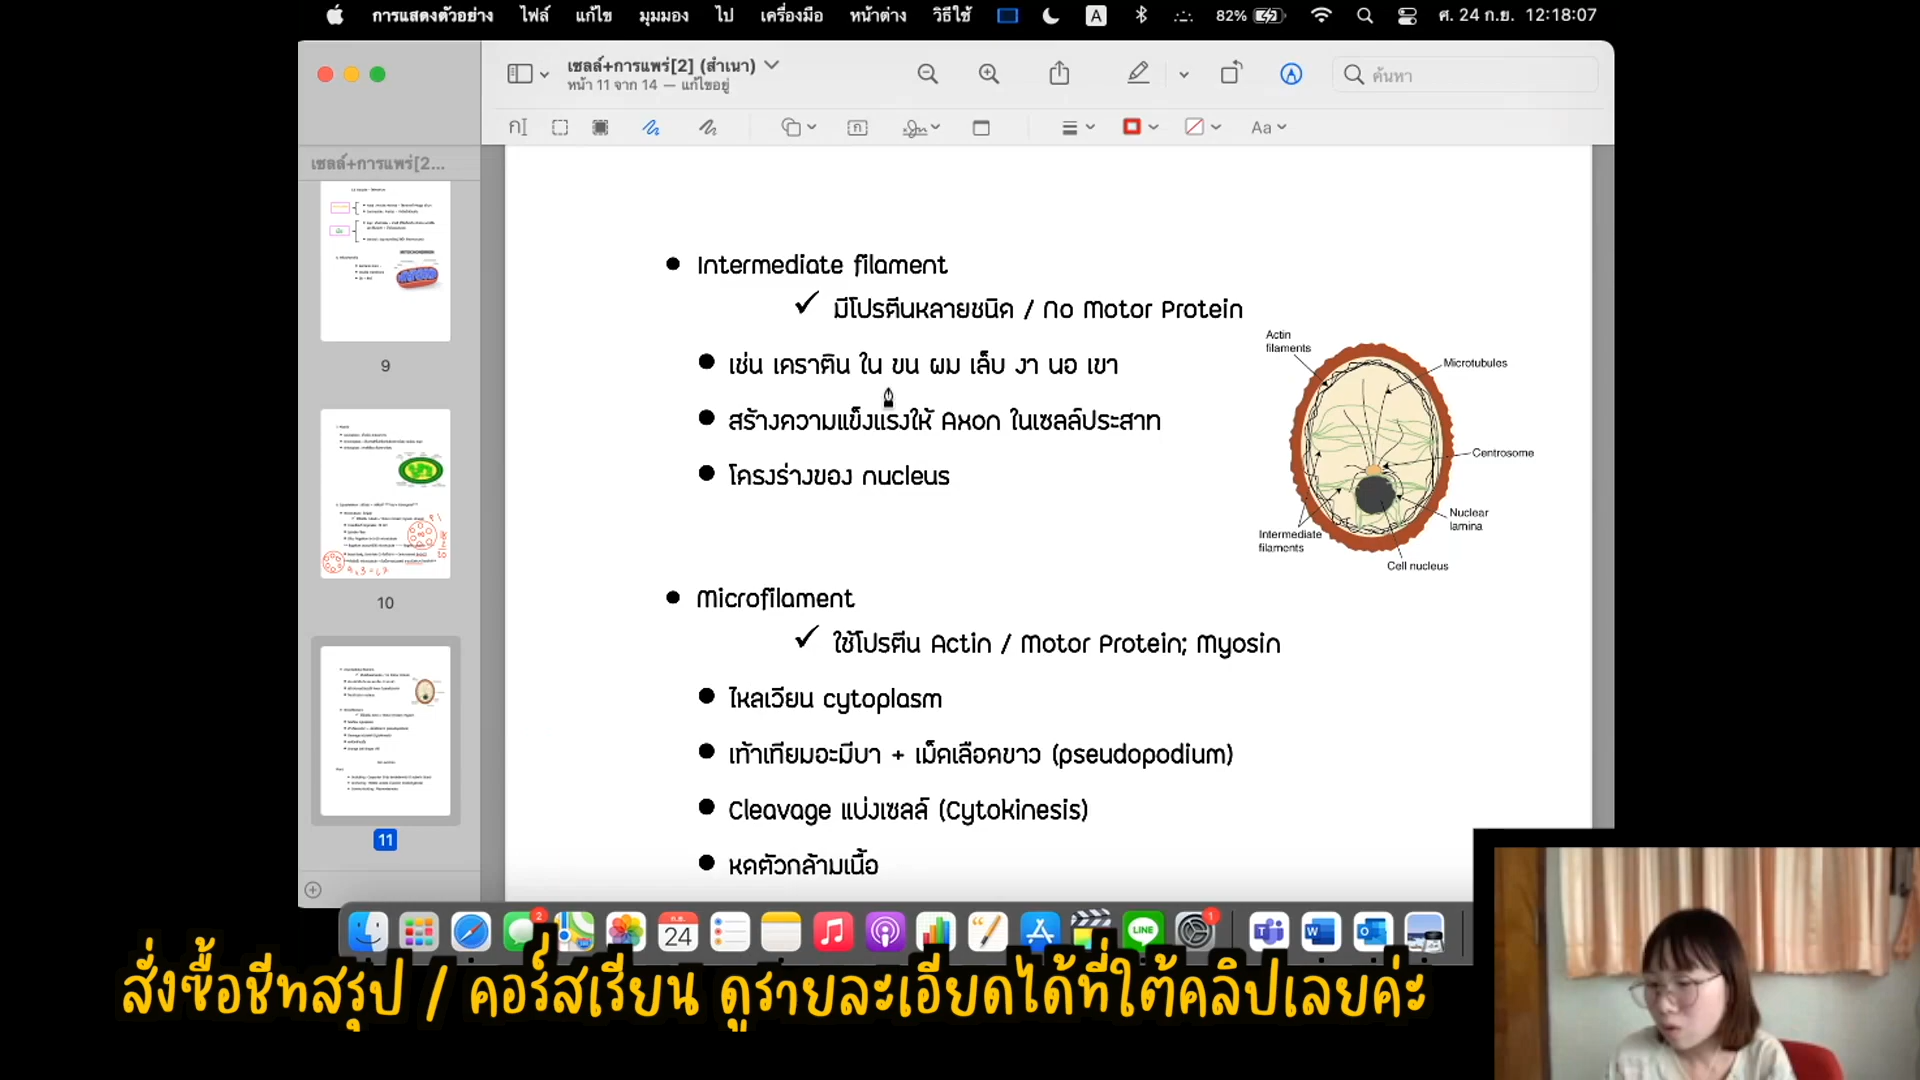 การแสดงตัวอย่าง ไฟล์ แก้ไข มุมมอง ไป เครื่องมือ หน้าต่าง วิธีใช้ A 82% ศ. 24 ก.ย. 12:18:07
เซลล์+การแพร่[2] (สำเนา)
หน้า 11 จาก 14 — แก้ไขอยู่
ค้นหา
Aa
เซลล์+การแพร่[2...
9
10
11
• Intermediate filament
✓ มีโปรตีนหลายชนิด / No Motor Protein
• เช่น เคราติน ใน ขน ผม เล็บ งา นอ เขา
• สร้างความแข็งแรงให้ Axon ในเซลล์ประสาท
• โครงร่างของ nucleus
Actin filaments
Microtubules
Centrosome
Nuclear lamina
Intermediate filaments
Cell nucleus
• Microfilament
✓ ใช้โปรตีน Actin / Motor Protein; Myosin
• ไหลเวียน cytoplasm
• เท้าเทียมอะมีบา + เม็ดเลือดขาว (pseudopodium)
• Cleavage แบ่งเซลล์ (Cytokinesis)
• หดตัวกล้ามเนื้อ
2
ก.ย.
24
LINE
1
สั่งซื้อชีทสรุป / คอร์สเรียน ดูรายละเอียดได้ที่ใต้คลิปเลยค่ะ